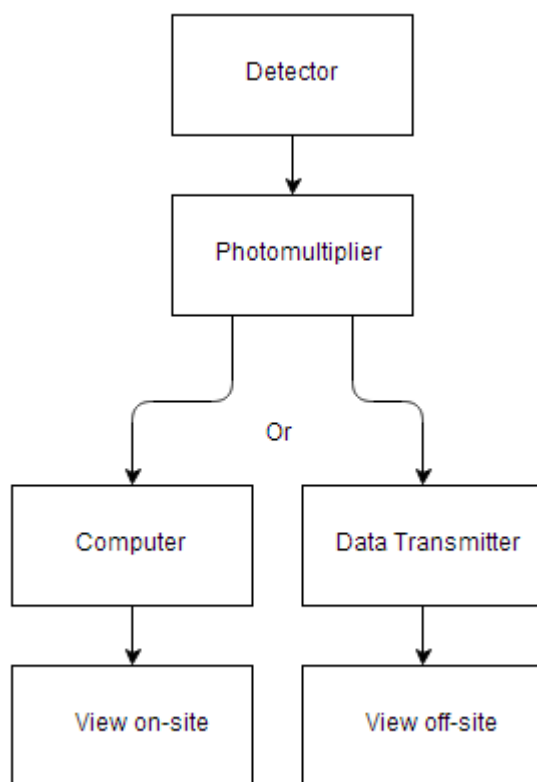 Detector
Photomultiplier
Or
Computer
Data Transmitter
View on-site
View off-site